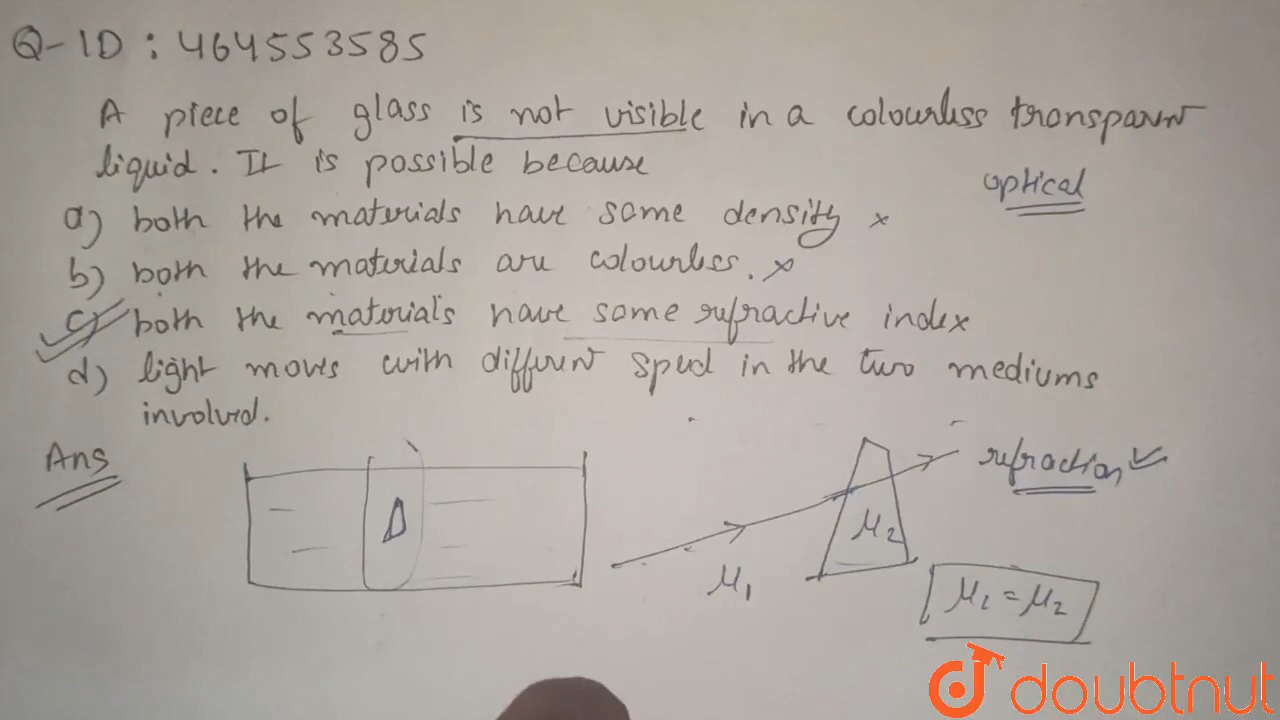 Q-ID : 464553585
A piece of glass is not visible in a colourless transparent
liquid. It is possible because
optical
a) both the materials have same density ×
b) both the materials are colourless. ×
c) both the materials have same refractive index
d) light moves with different speed in the two mediums
involved.
Ans
refraction
μ2
μ1
μ1 = μ2
doubtnut